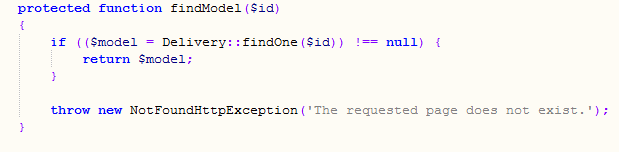 protected function findModel($id)
{
    if (($model = Delivery::findOne($id)) !== null) {
        return $model;
    }

    throw new NotFoundHttpException('The requested page does not exist.');
}